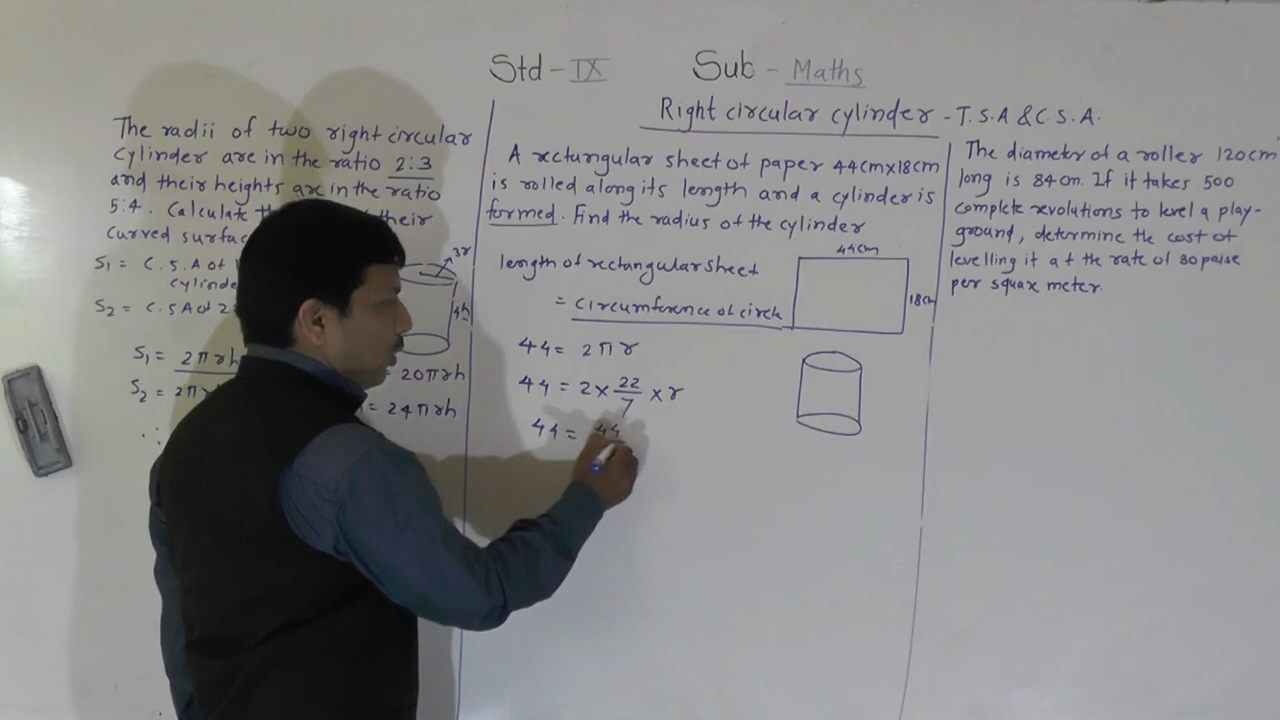 Std - IX Sub - Maths
Right circular cylinder - T.S.A & C.S.A.
The radii of two right circular
cylinder are in the ratio 2:3
and their heights are in the ratio
5:4. Calculate their
curved surfac
S₁ = C.S.A of
cylinde
S₂ = C.SA of 2
S₁ = 2πrh
S₂ = 2π
∴
3r
4h
= 20πrh
= 24πrh
A rectangular sheet of paper 44cm×18cm
is rolled along its length and a cylinder is
formed. Find the radius of the cylinder
length of rectangular sheet
= circumference of circle
44 = 2πr
44 = 2 × 22/7 × r
44 = 44
44cm
18cm
The diameter of a roller 120cm
long is 84cm. If it takes 500
complete revolutions to level a play-
ground, determine the cost of
levelling it at the rate of 80 paise
per square meter.